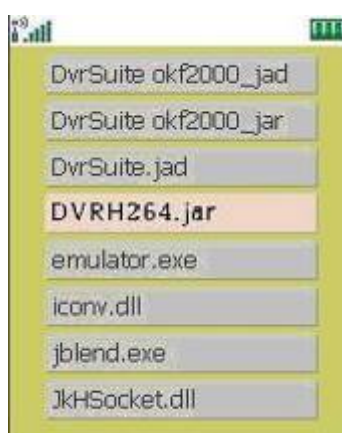 DvrSuite okf2000_jad
DvrSuite okf2000_jar
DvrSuite.jad
DVRH264.jar
emulator.exe
iconv.dll
jblend.exe
JkHSocket.dll